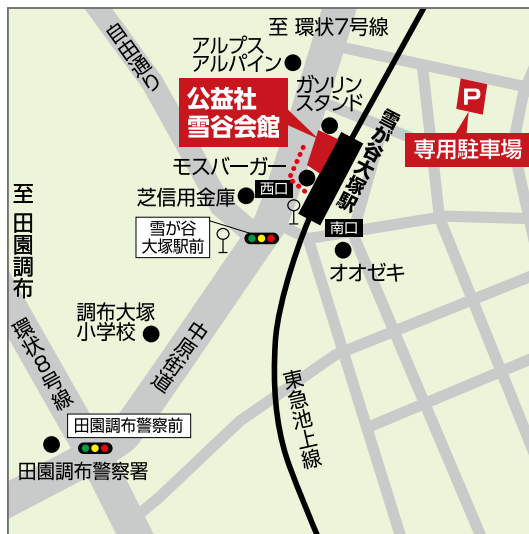 至 環状7号線
自由通り
アルプス
アルパイン
ガソリン
スタンド
公益社
雪谷会館
P
専用駐車場
雪が谷大塚駅
モスバーガー
西口
芝信用金庫
至 田園調布
雪が谷
大塚駅前
南口
オオゼキ
調布大塚
小学校
中原街道
環状8号線
東急池上線
田園調布警察前
田園調布警察署